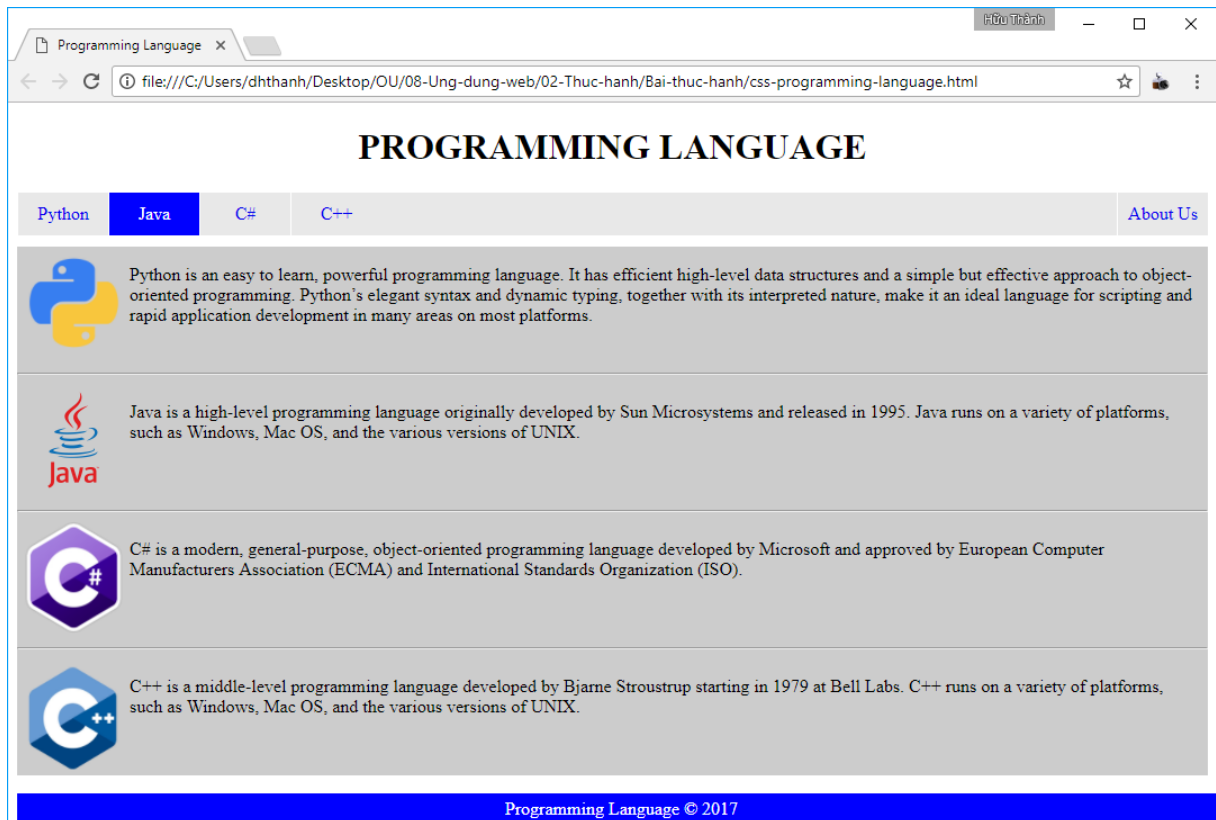 Hữu Thành
Programming Language
file:///C:/Users/dhthanh/Desktop/OU/08-Ung-dung-web/02-Thuc-hanh/Bai-thuc-hanh/css-programming-language.html
PROGRAMMING LANGUAGE
Python Java C# C++ About Us
Python is an easy to learn, powerful programming language. It has efficient high-level data structures and a simple but effective approach to object-
oriented programming. Python’s elegant syntax and dynamic typing, together with its interpreted nature, make it an ideal language for scripting and
rapid application development in many areas on most platforms.
Java is a high-level programming language originally developed by Sun Microsystems and released in 1995. Java runs on a variety of platforms,
such as Windows, Mac OS, and the various versions of UNIX.
Java
C# is a modern, general-purpose, object-oriented programming language developed by Microsoft and approved by European Computer
Manufacturers Association (ECMA) and International Standards Organization (ISO).
C#
C++ is a middle-level programming language developed by Bjarne Stroustrup starting in 1979 at Bell Labs. C++ runs on a variety of platforms,
such as Windows, Mac OS, and the various versions of UNIX.
C++
Programming Language © 2017